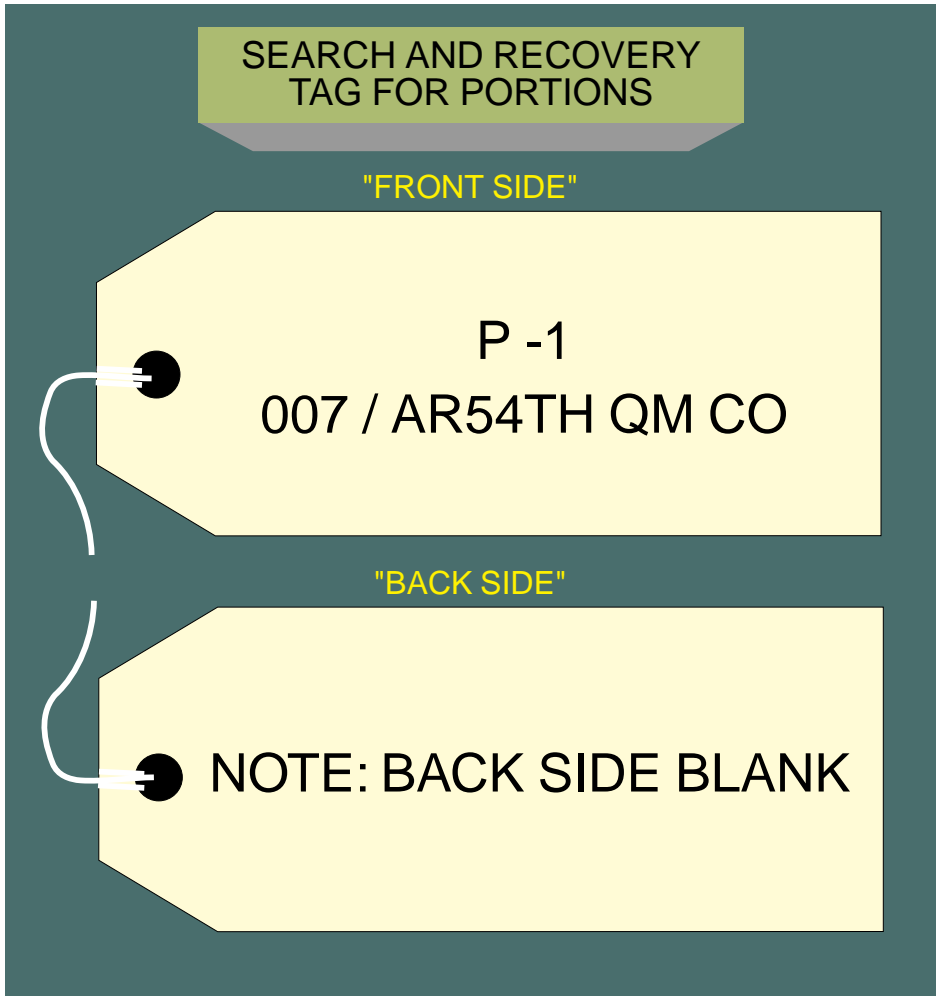 SEARCH AND RECOVERY
TAG FOR PORTIONS
"FRONT SIDE"
P -1
007 / AR54TH QM CO
"BACK SIDE"
NOTE: BACK SIDE BLANK